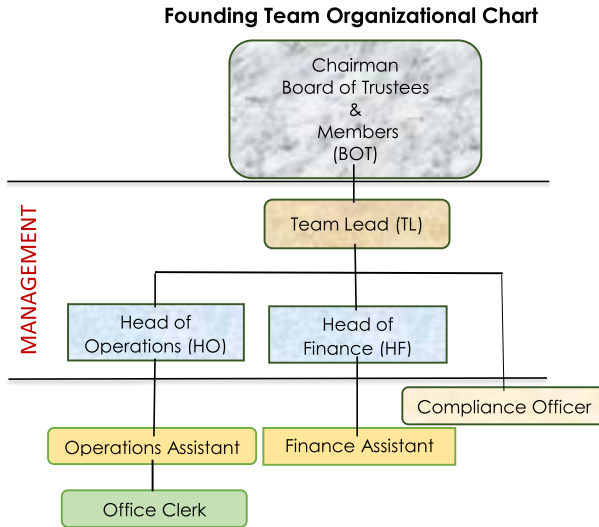 Founding Team Organizational Chart
Chairman
Board of Trustees
&
Members
(BOT)
MANAGEMENT
Team Lead (TL)
Head of
Operations (HO)
Head of
Finance (HF)
Compliance Officer
Operations Assistant
Finance Assistant
Office Clerk